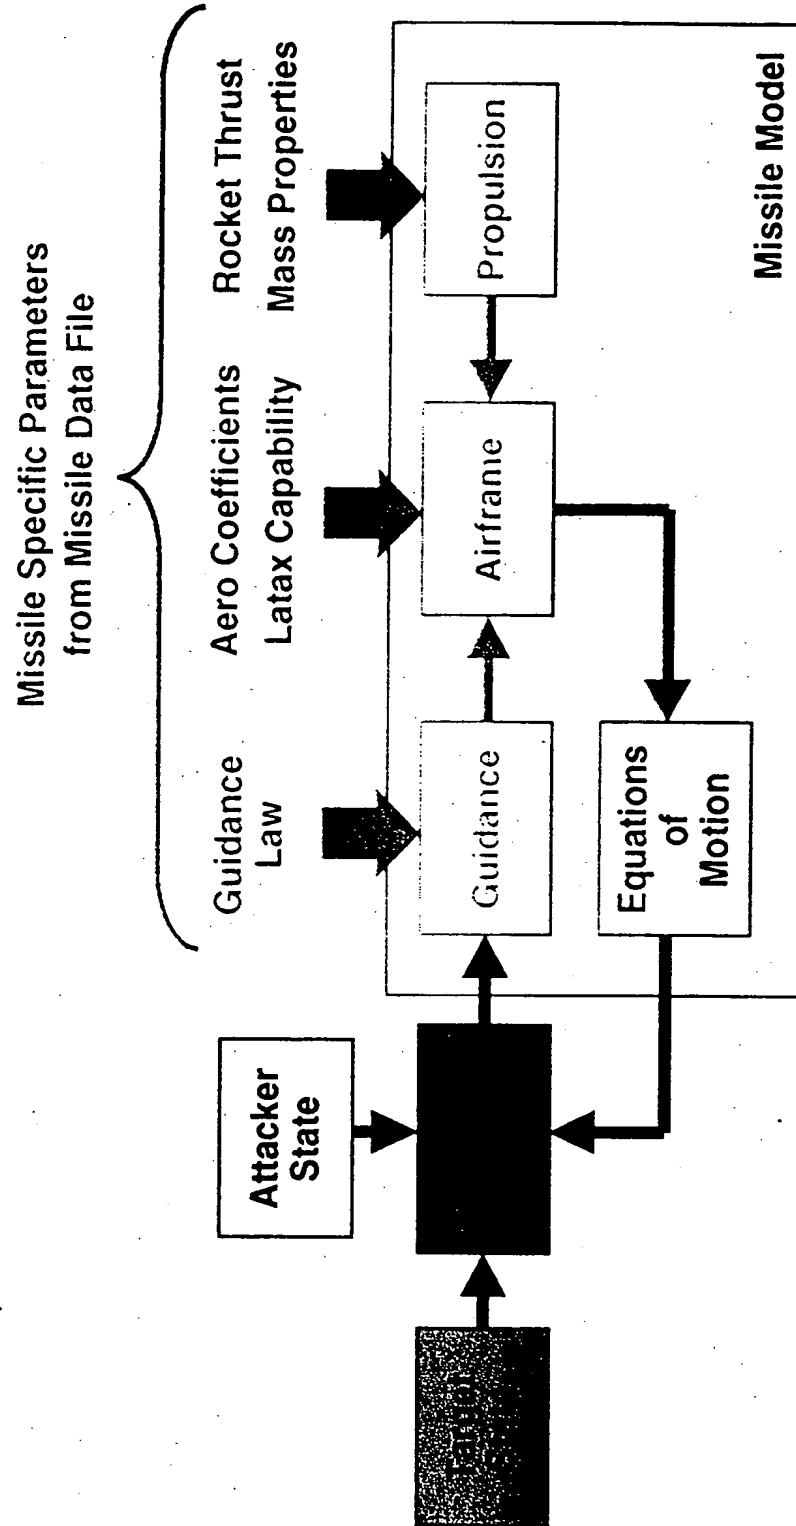 Missile Specific Parameters
from Missile Data File
Guidance
Law
Aero Coefficients
Latax Capability
Rocket Thrust
Mass Properties
Attacker
State
Target
Guidance
Airframe
Propulsion
Equations
of
Motion
Missile Model